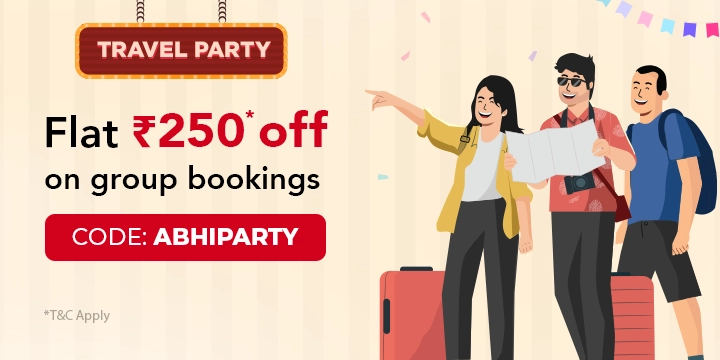 TRAVEL PARTY
Flat ₹250* off
on group bookings
CODE: ABHIPARTY
*T&C Apply